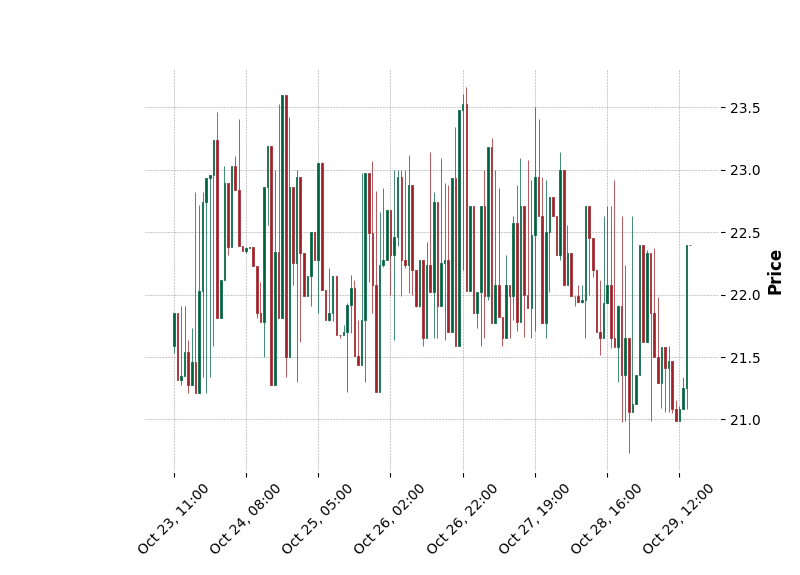 23.5
23.0
22.5
22.0
21.5
21.0
Price
Oct 23, 11:00
Oct 24, 08:00
Oct 25, 05:00
Oct 26, 02:00
Oct 26, 22:00
Oct 27, 19:00
Oct 28, 16:00
Oct 29, 12:00